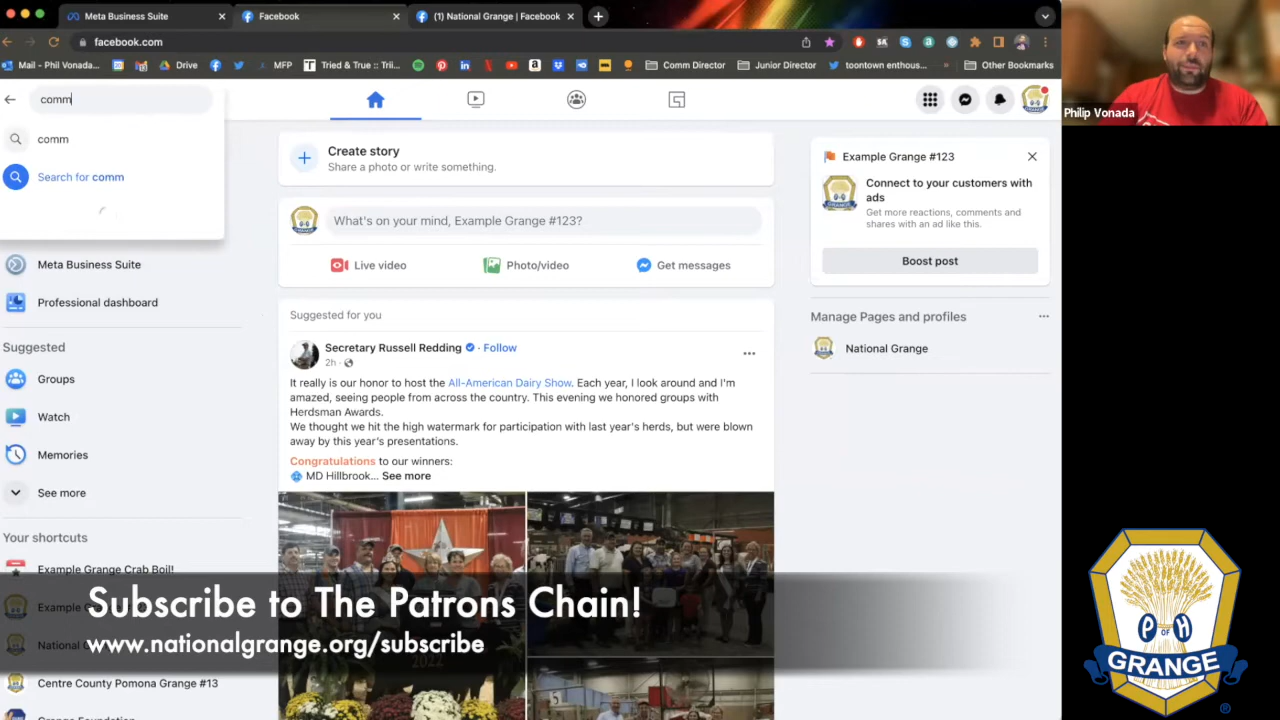 Meta Business Suite
Facebook
(1) National Grange | Facebook
facebook.com
Mail - Phil Vonada...
Drive
MFP
Tried & True :: Trii...
Comm Director
Junior Director
toontown enthous...
Other Bookmarks
comm
comm
Search for comm
Meta Business Suite
Professional dashboard
Suggested
Groups
Watch
Memories
See more
Your shortcuts
Example Grange Crab Boil!
Centre County Pomona Grange #13
Create story
Share a photo or write something.
What's on your mind, Example Grange #123?
Live video
Photo/video
Get messages
Suggested for you
Secretary Russell Redding · Follow
2h ·
It really is our honor to host the All-American Dairy Show. Each year, I look around and I'm
amazed, seeing people from across the country. This evening we honored groups with
Herdsman Awards.
We thought we hit the high watermark for participation with last year's herds, but were blown
away by this year's presentations.
Congratulations to our winners:
MD Hillbrook... See more
2022
Example Grange #123
Connect to your customers with
ads
Get more reactions, comments and
shares with an ad like this.
Boost post
Manage Pages and profiles
National Grange
Philip Vonada
Subscribe to The Patrons Chain!
www.nationalgrange.org/subscribe
P OF H
GRANGE
®